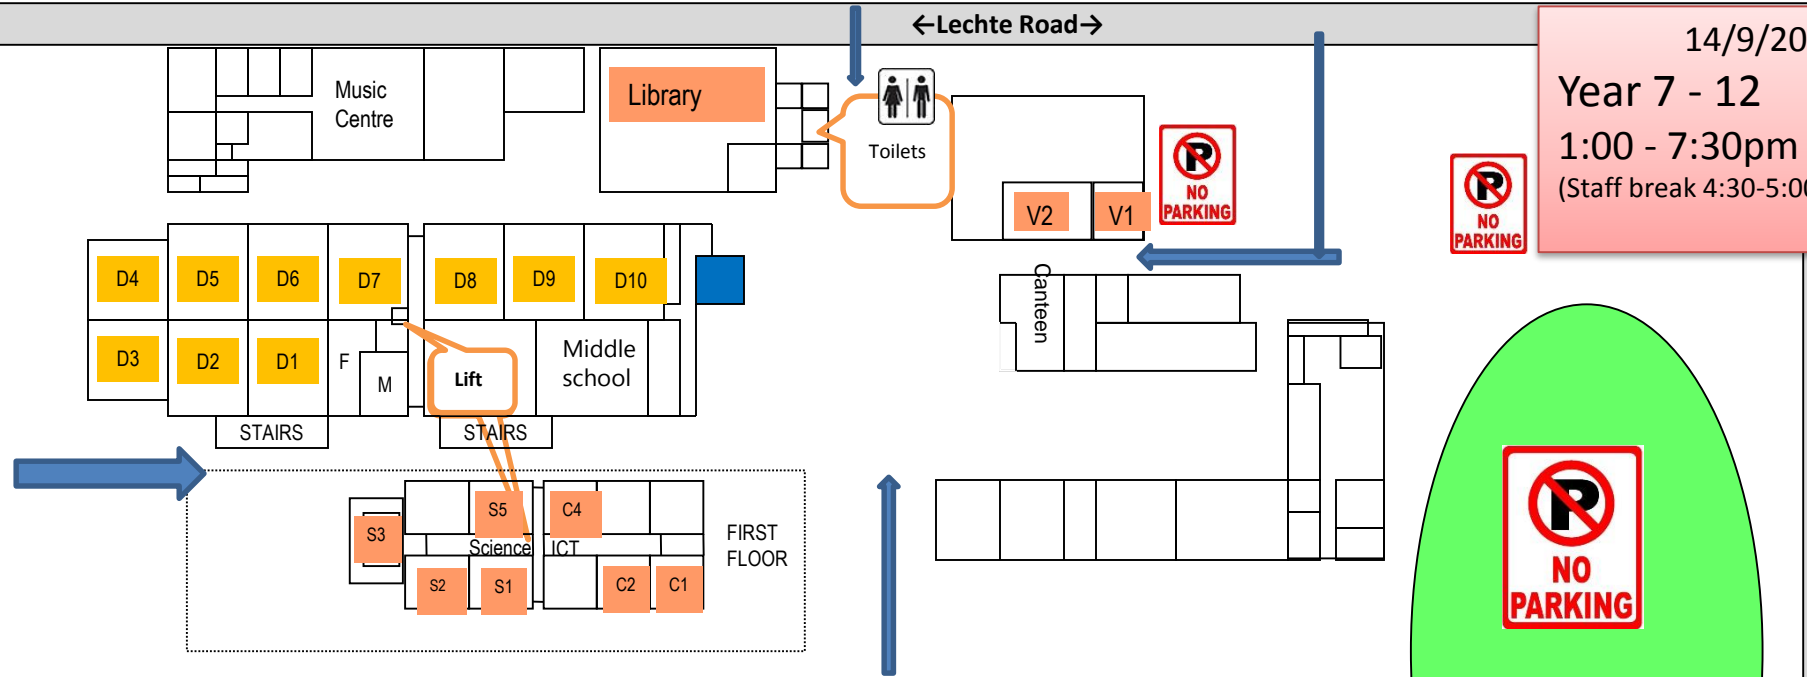 ←Lechte Road→
14/9/20
Year 7 - 12
1:00 - 7:30pm
(Staff break 4:30-5:00
Music
Centre
Library
Toilets
V2
V1
NO
PARKING
NO
PARKING
D4
D5
D6
D7
D8
D9
D10
Canteen
D3
D2
D1
F
M
Lift
Middle
school
STAIRS
STAIRS
S5
C4
S3
Science
ICT
S2
S1
C2
C1
FIRST
FLOOR
NO
PARKING